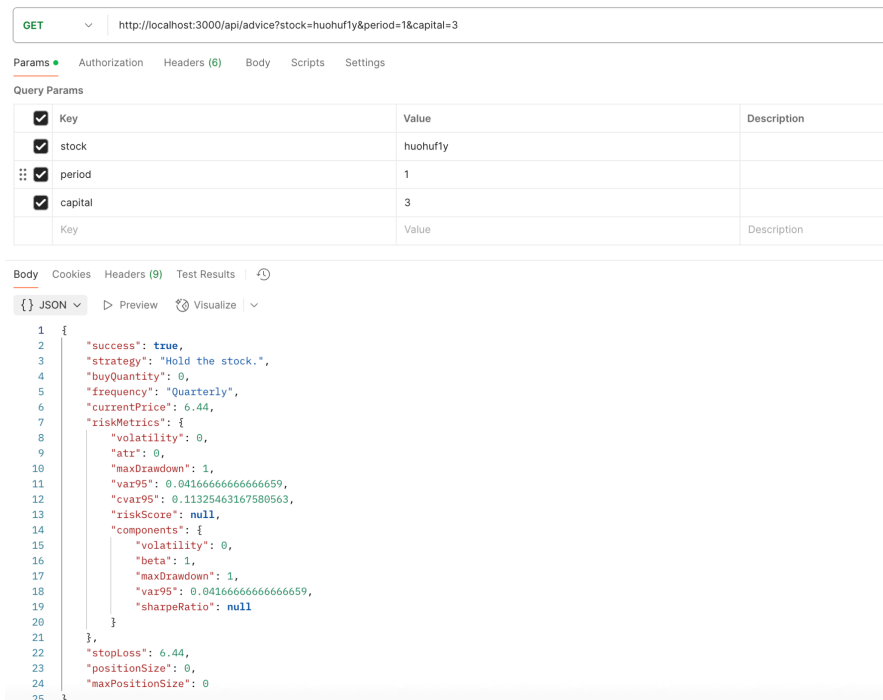 GET http://localhost:3000/api/advice?stock=huohuf1y&period=1&capital=3
Params Authorization Headers (6) Body Scripts Settings
Query Params
Key Value Description
stock huohuf1y
period 1
capital 3
Key Value Description
Body Cookies Headers (9) Test Results
{} JSON Preview Visualize
1 {
2 "success": true,
3 "strategy": "Hold the stock.",
4 "buyQuantity": 0,
5 "frequency": "Quarterly",
6 "currentPrice": 6.44,
7 "riskMetrics": {
8 "volatility": 0,
9 "atr": 0,
10 "maxDrawdown": 1,
11 "var95": 0.04166666666666659,
12 "cvar95": 0.11325463167580563,
13 "riskScore": null,
14 "components": {
15 "volatility": 0,
16 "beta": 1,
17 "maxDrawdown": 1,
18 "var95": 0.04166666666666659,
19 "sharpeRatio": null
20 }
21 },
22 "stopLoss": 6.44,
23 "positionSize": 0,
24 "maxPositionSize": 0
25 }